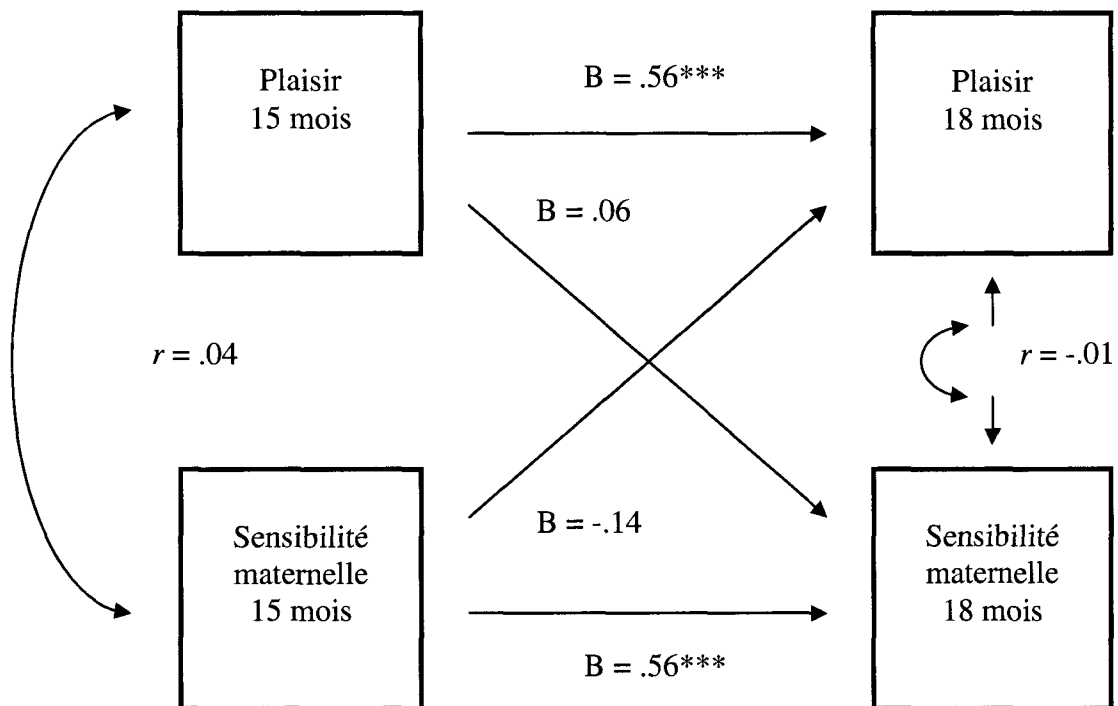 Plaisir
15 mois
B = .56***
Plaisir
18 mois
B = .06
r = .04
r = -.01
B = -.14
Sensibilité
maternelle
15 mois
Sensibilité
maternelle
18 mois
B = .56***